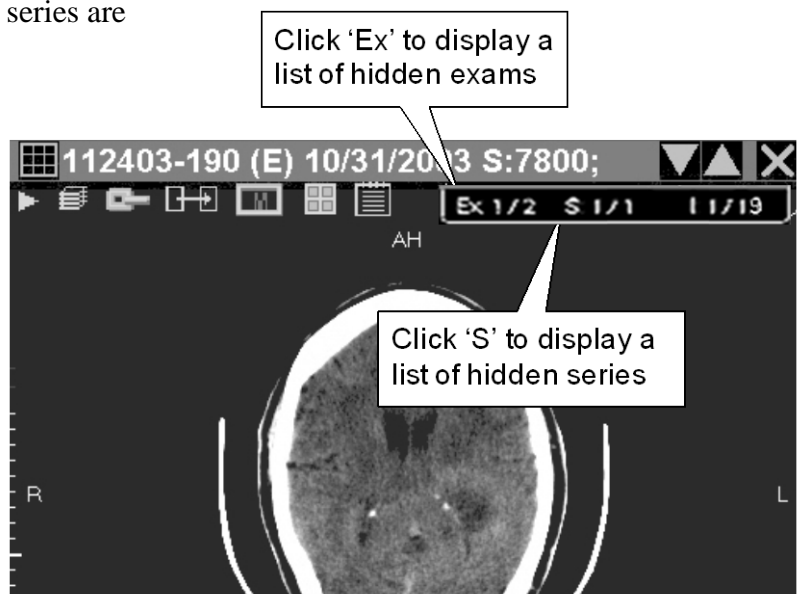 series are
Click ‘Ex’ to display a
list of hidden exams
112403-190 (E) 10/31/2003 S:7800;
Ex 1/2 S 1/1 I 1/19
AH
Click ‘S’ to display a
list of hidden series
R
L